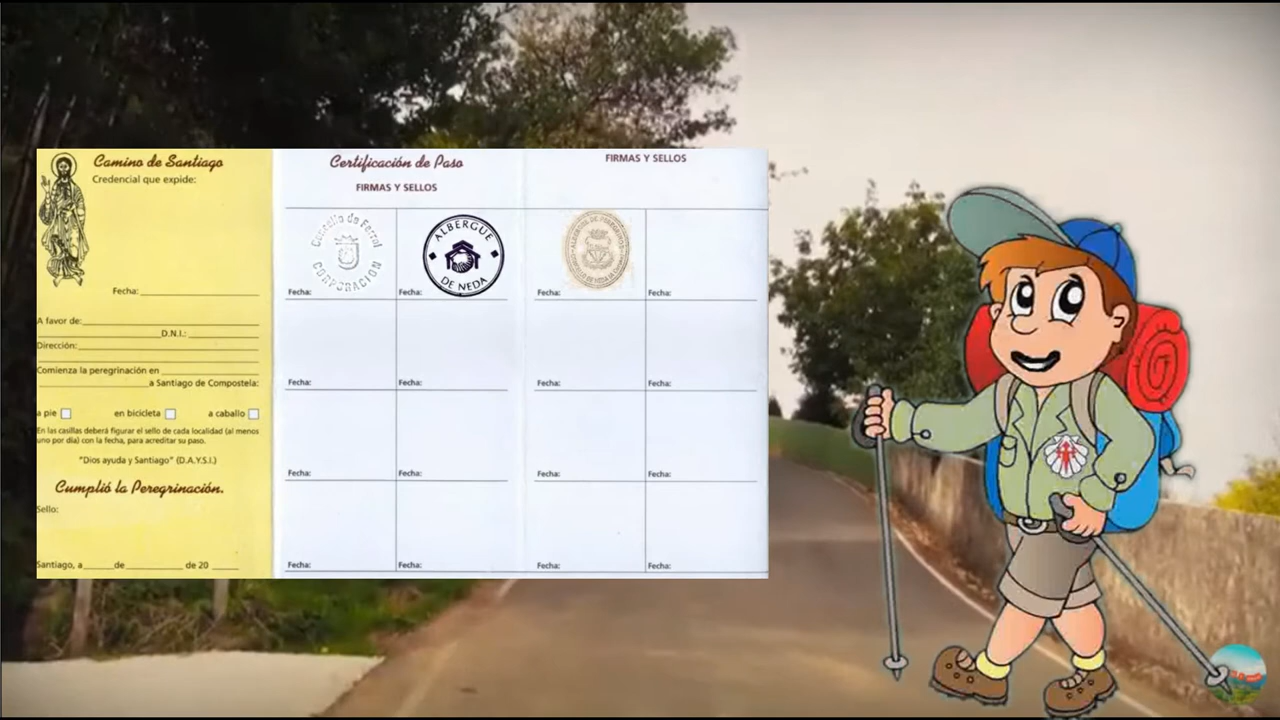 Camino de Santiago
Credencial que expide:
Fecha:
A favor de:
D.N.I.:
Dirección:
Comienza la peregrinación en
a Santiago de Compostela:
a pie en bicicleta a caballo
En las casillas deberá figurar el sello de cada localidad (al menos
uno por día) con la fecha, para acreditar su paso.
"Dios ayuda y Santiago" (D.A.Y.S.I.)
Cumplió la Peregrinación.
Sello:
Santiago, a de de 20
Certificación de Paso
FIRMAS Y SELLOS
Concello de Ferrol
CORPORACION
ALBERGUE
DE NEDA
Fecha: Fecha:
Fecha: Fecha:
Fecha: Fecha:
Fecha: Fecha:
FIRMAS Y SELLOS
ALBERGUE DE PEREGRINOS
Fecha: Fecha:
Fecha: Fecha:
Fecha: Fecha:
Fecha: Fecha: